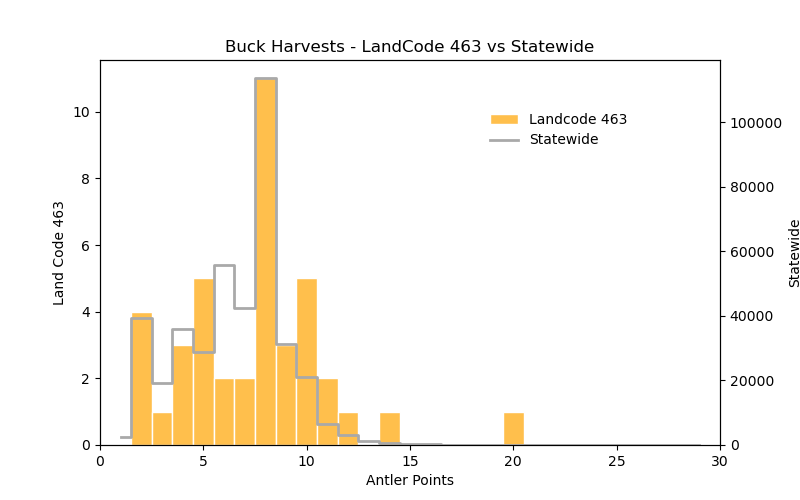 Buck Harvests - LandCode 463 vs Statewide
Landcode 463
Statewide
Land Code 463
10
8
6
4
2
0
100000
80000
60000
40000
20000
0
Statewide
0 5 10 15 20 25 30
Antler Points